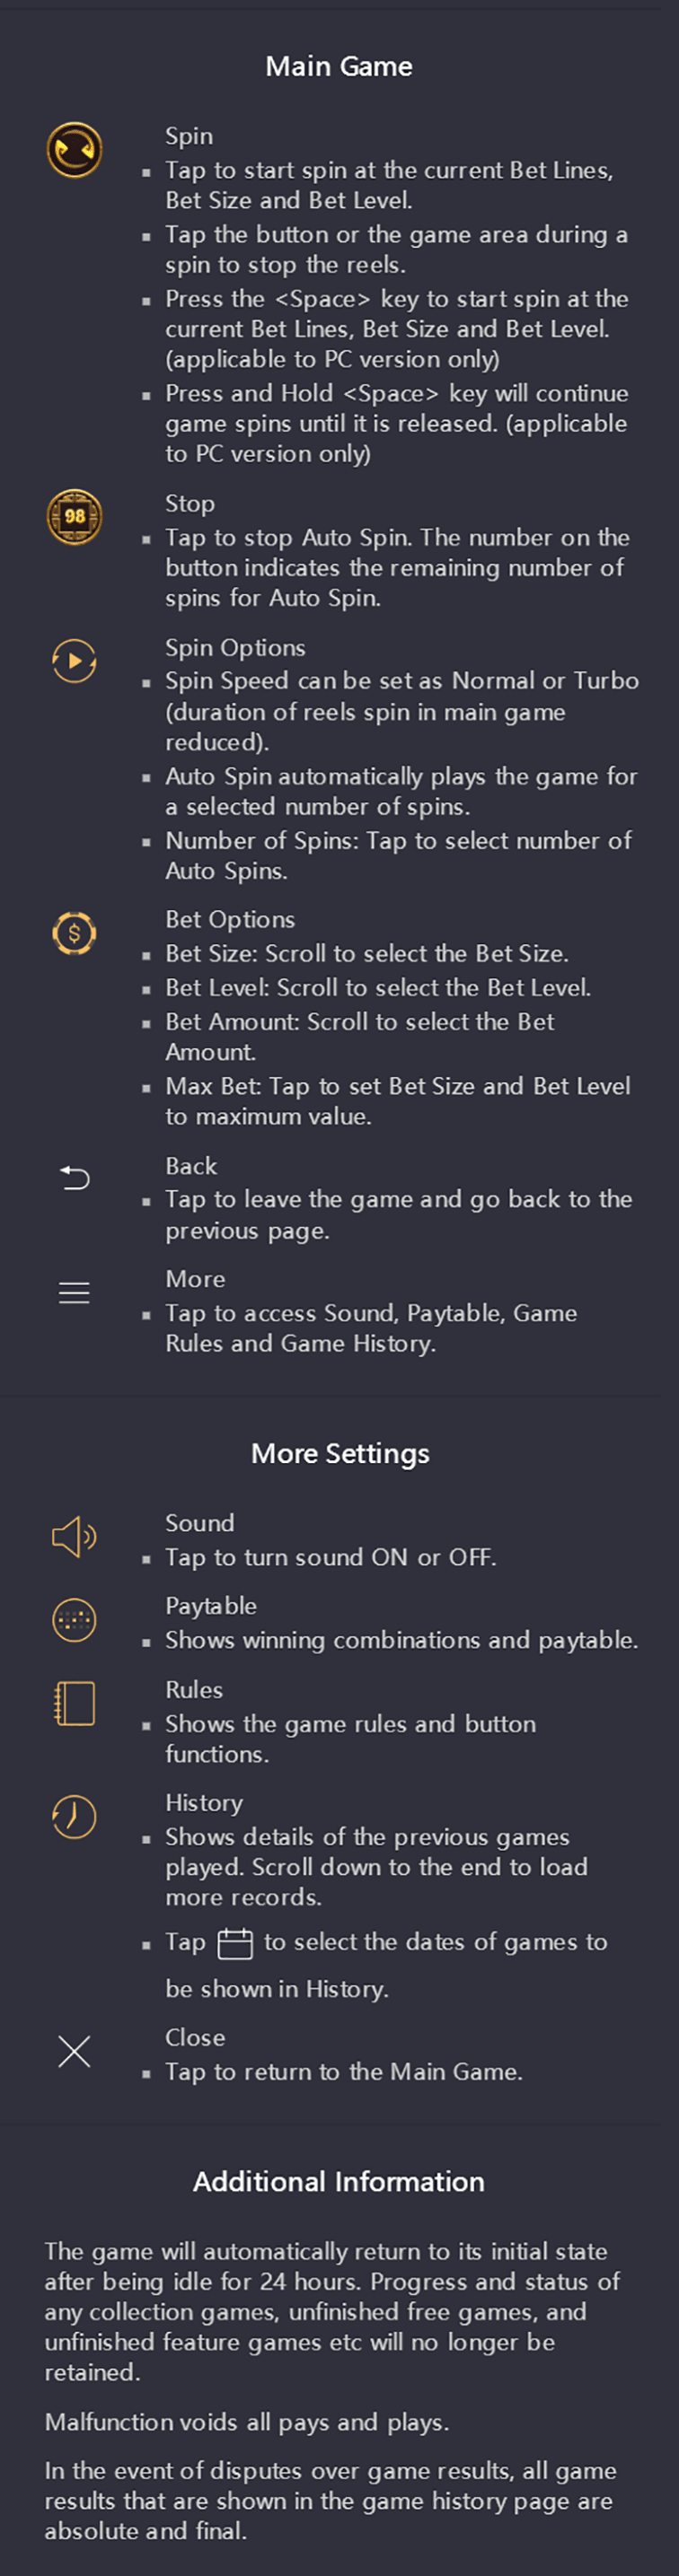 Main Game
Spin
▪ Tap to start spin at the current Bet Lines,
Bet Size and Bet Level.
▪ Tap the button or the game area during a
spin to stop the reels.
▪ Press the <Space> key to start spin at the
current Bet Lines, Bet Size and Bet Level.
(applicable to PC version only)
▪ Press and Hold <Space> key will continue
game spins until it is released. (applicable
to PC version only)
98
Stop
▪ Tap to stop Auto Spin. The number on the
button indicates the remaining number of
spins for Auto Spin.
Spin Options
▪ Spin Speed can be set as Normal or Turbo
(duration of reels spin in main game
reduced).
▪ Auto Spin automatically plays the game for
a selected number of spins.
▪ Number of Spins: Tap to select number of
Auto Spins.
$
Bet Options
▪ Bet Size: Scroll to select the Bet Size.
▪ Bet Level: Scroll to select the Bet Level.
▪ Bet Amount: Scroll to select the Bet
Amount.
▪ Max Bet: Tap to set Bet Size and Bet Level
to maximum value.
Back
▪ Tap to leave the game and go back to the
previous page.
More
▪ Tap to access Sound, Paytable, Game
Rules and Game History.
More Settings
Sound
▪ Tap to turn sound ON or OFF.
Paytable
▪ Shows winning combinations and paytable.
Rules
▪ Shows the game rules and button
functions.
History
▪ Shows details of the previous games
played. Scroll down to the end to load
more records.
▪ Tap to select the dates of games to
be shown in History.
Close
▪ Tap to return to the Main Game.
Additional Information
The game will automatically return to its initial state
after being idle for 24 hours. Progress and status of
any collection games, unfinished free games, and
unfinished feature games etc will no longer be
retained.
Malfunction voids all pays and plays.
In the event of disputes over game results, all game
results that are shown in the game history page are
absolute and final.